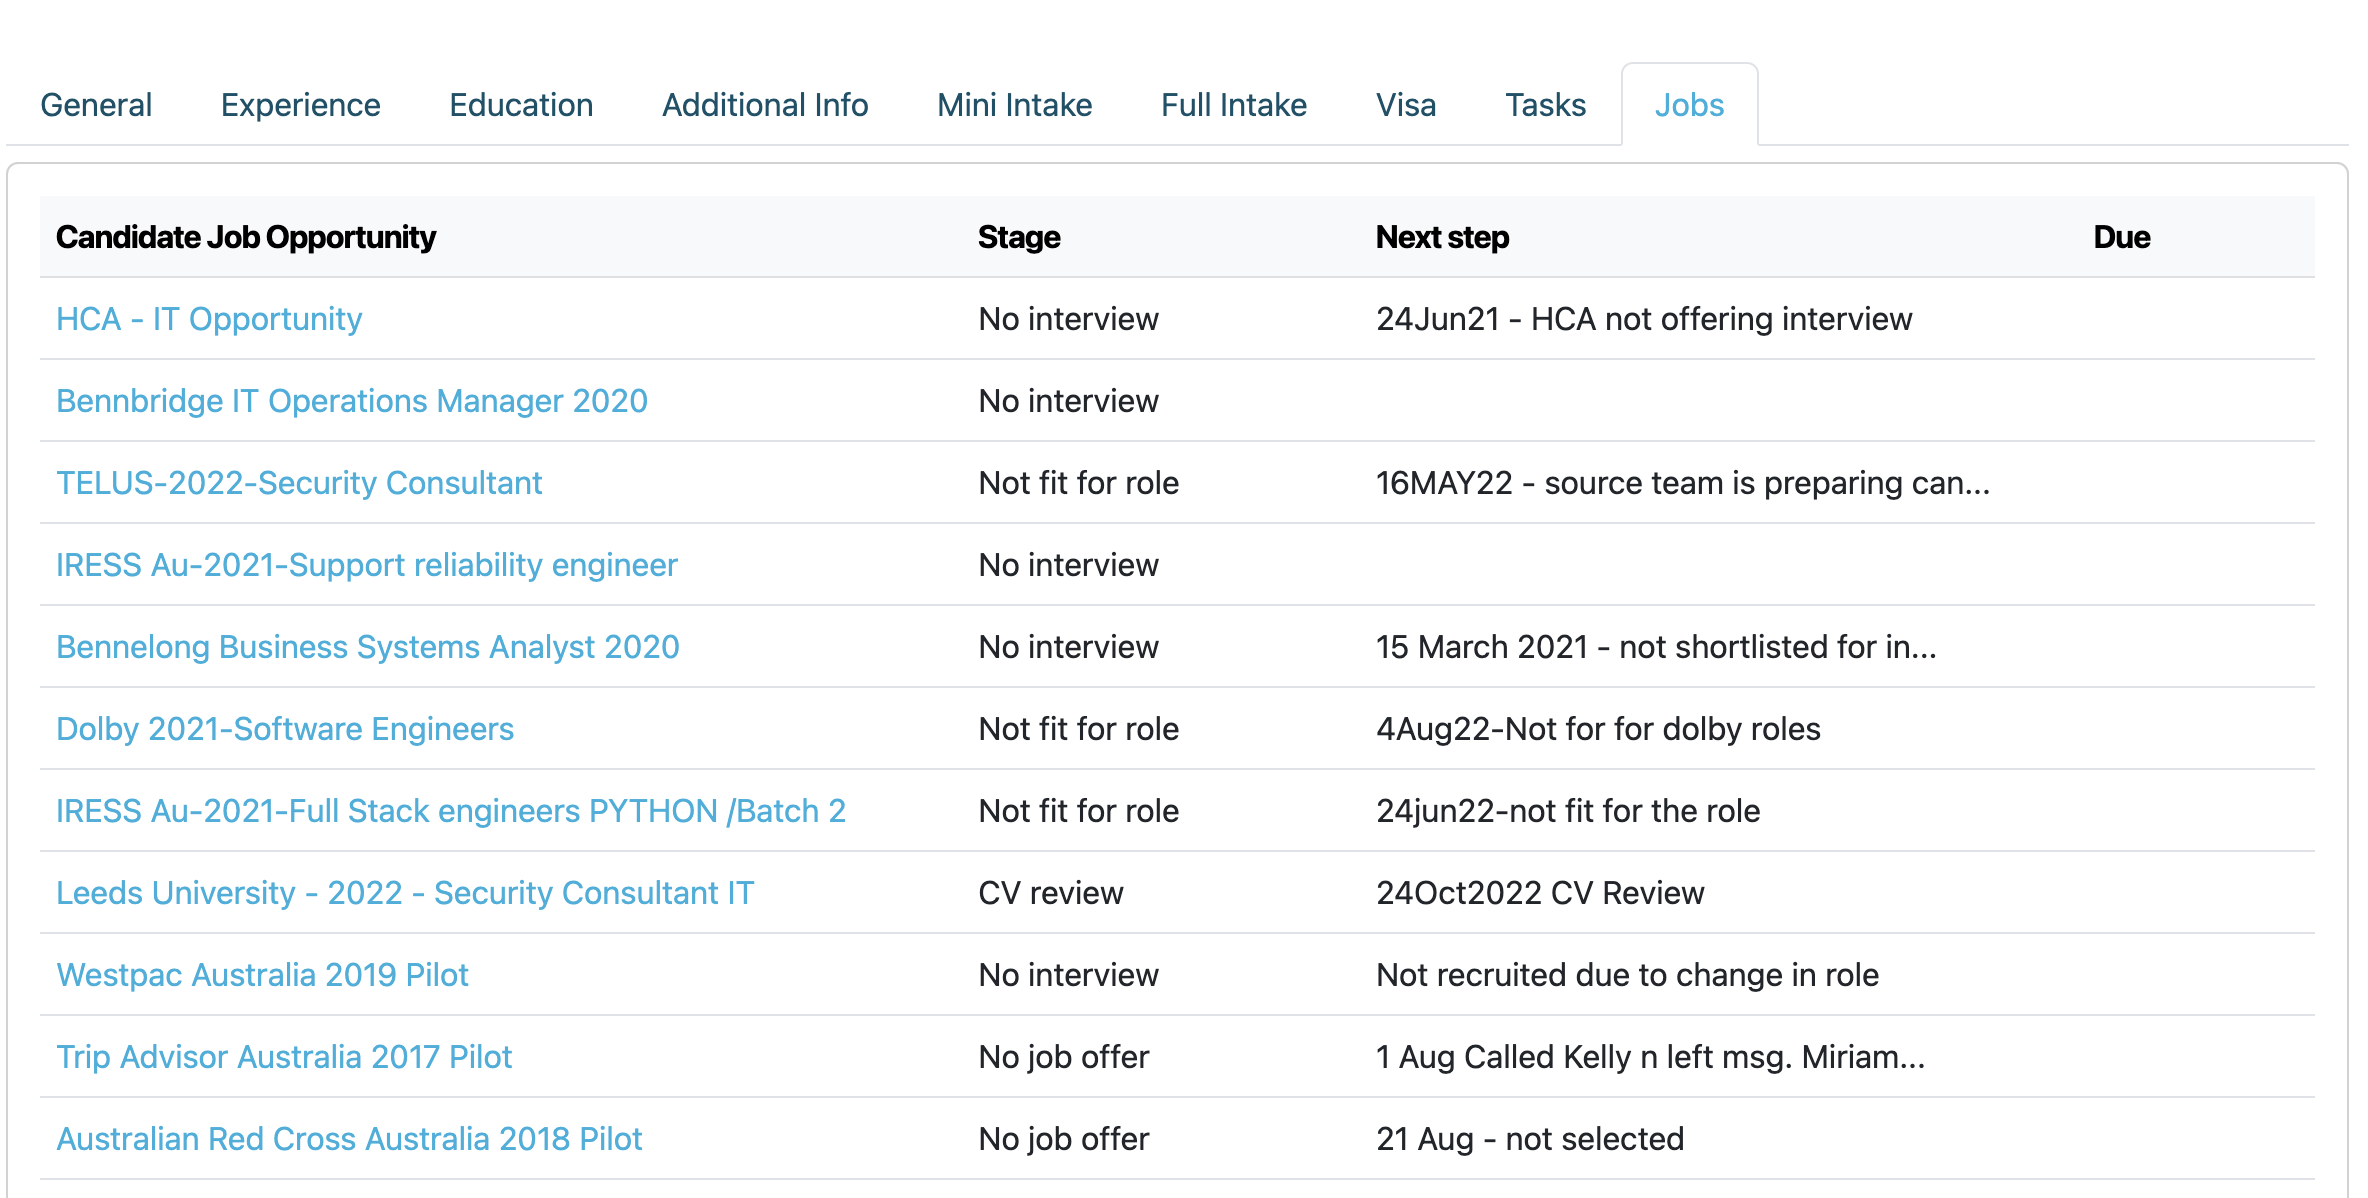 General Experience Education Additional Info Mini Intake Full Intake Visa Tasks Jobs
Candidate Job Opportunity Stage Next step Due
HCA - IT Opportunity No interview 24Jun21 - HCA not offering interview
Bennbridge IT Operations Manager 2020 No interview
TELUS-2022-Security Consultant Not fit for role 16MAY22 - source team is preparing can...
IRESS Au-2021-Support reliability engineer No interview
Bennelong Business Systems Analyst 2020 No interview 15 March 2021 - not shortlisted for in...
Dolby 2021-Software Engineers Not fit for role 4Aug22-Not for for dolby roles
IRESS Au-2021-Full Stack engineers PYTHON /Batch 2 Not fit for role 24jun22-not fit for the role
Leeds University - 2022 - Security Consultant IT CV review 24Oct2022 CV Review
Westpac Australia 2019 Pilot No interview Not recruited due to change in role
Trip Advisor Australia 2017 Pilot No job offer 1 Aug Called Kelly n left msg. Miriam...
Australian Red Cross Australia 2018 Pilot No job offer 21 Aug - not selected